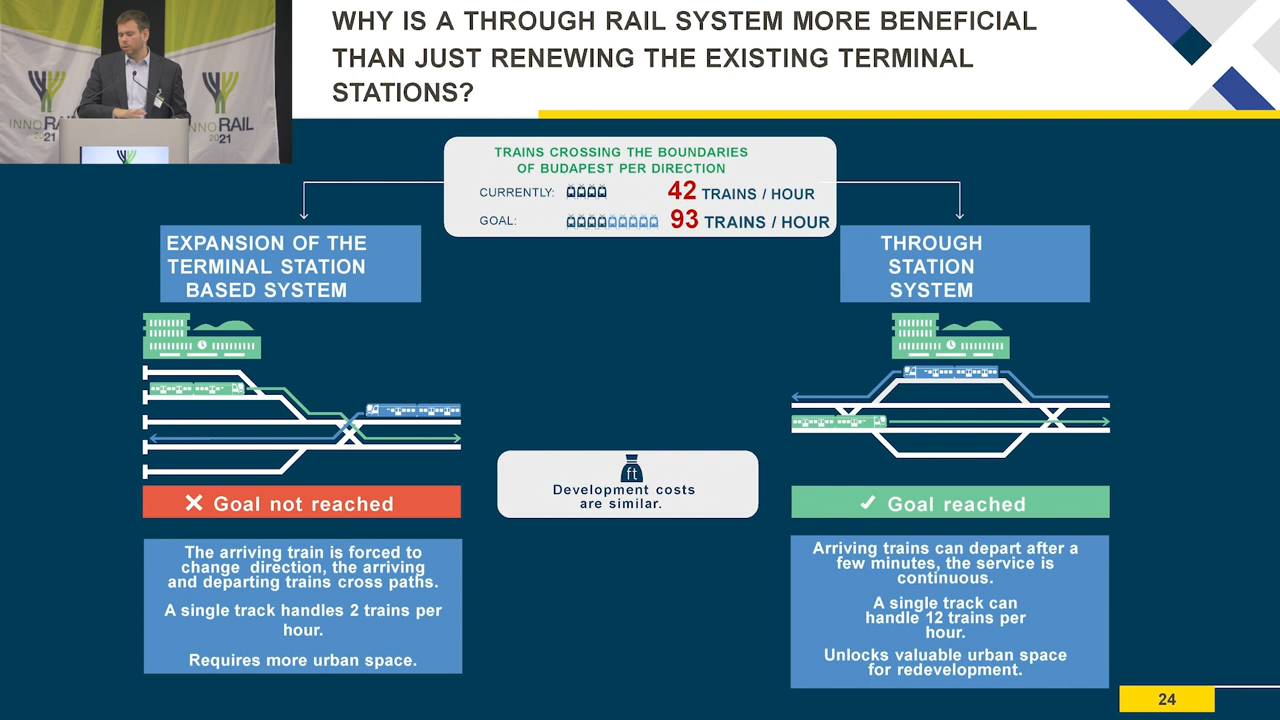 WHY IS A THROUGH RAIL SYSTEM MORE BENEFICIAL
THAN JUST RENEWING THE EXISTING TERMINAL
STATIONS?
INNORAIL
2021
INNORAIL
2021
TRAINS CROSSING THE BOUNDARIES
OF BUDAPEST PER DIRECTION
CURRENTLY: 42 TRAINS / HOUR
GOAL: 93 TRAINS / HOUR
EXPANSION OF THE
TERMINAL STATION
BASED SYSTEM
THROUGH
STATION
SYSTEM
ft
Development costs
are similar.
Goal not reached
Goal reached
The arriving train is forced to
change direction, the arriving
and departing trains cross paths.
A single track handles 2 trains per
hour.
Requires more urban space.
Arriving trains can depart after a
few minutes, the service is
continuous.
A single track can
handle 12 trains per
hour.
Unlocks valuable urban space
for redevelopment.
24